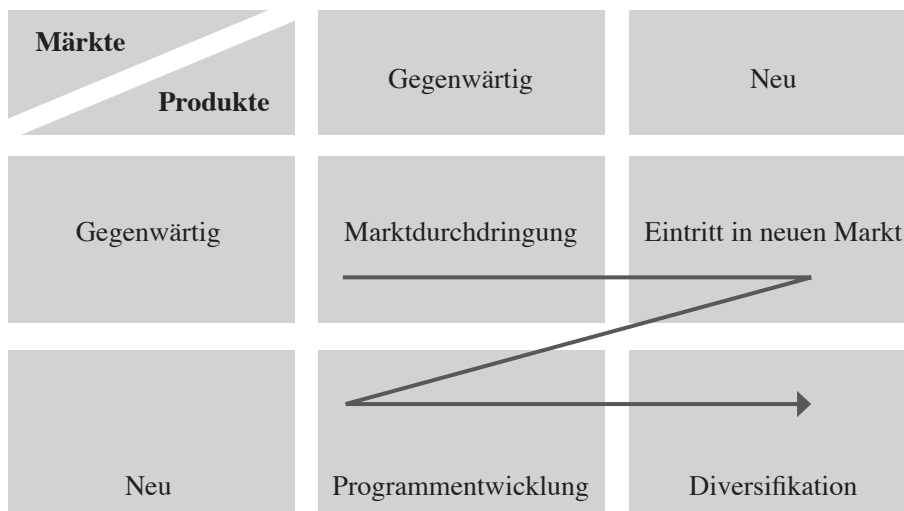 Märkte
Produkte
Gegenwärtig
Neu
Gegenwärtig
Marktdurchdringung
Eintritt in neuen Markt
Neu
Programmentwicklung
Diversifikation